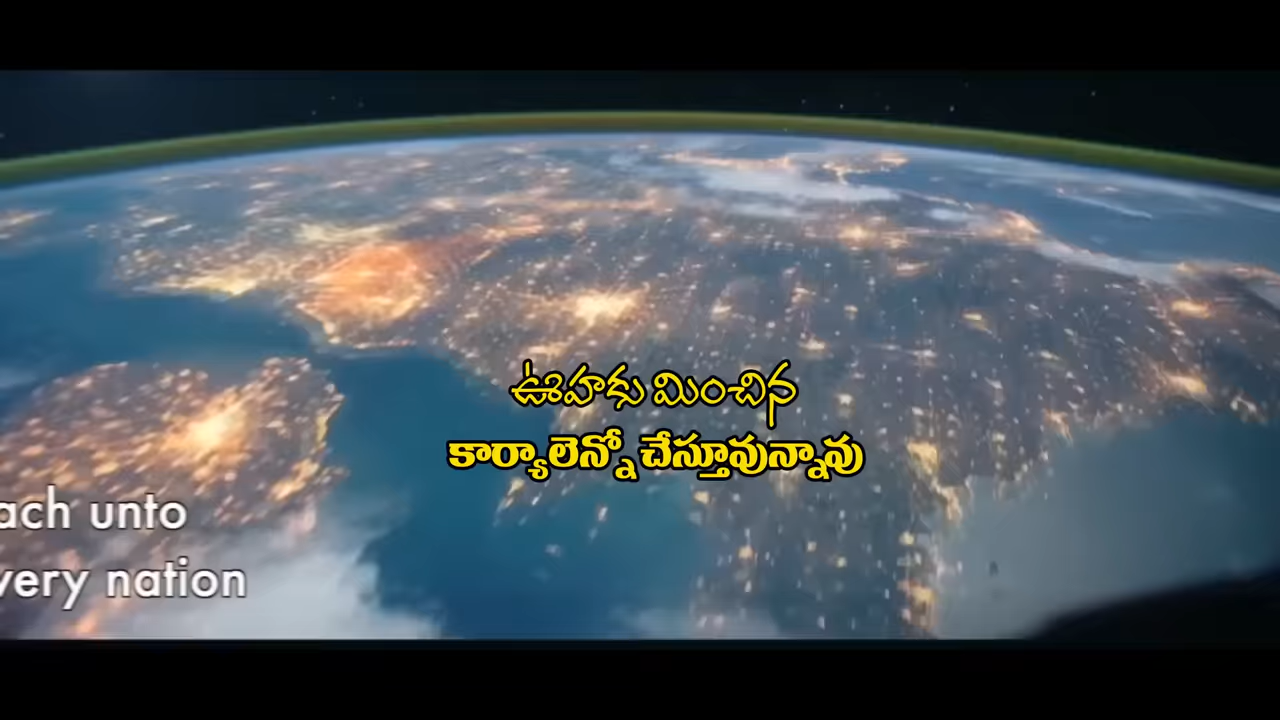 ఊహకు మించిన
కార్యాలెన్నో చేస్తూవున్నావు
ach unto
very nation